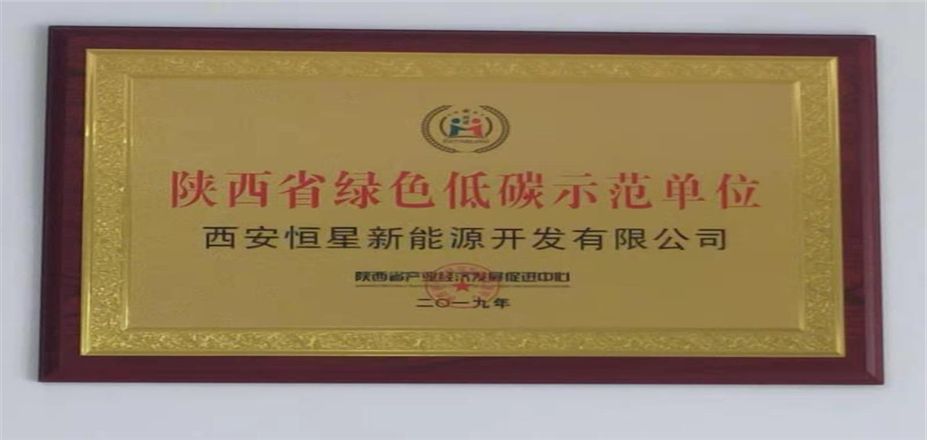 陕西省绿色低碳示范单位
西安恒星新能源开发有限公司
陕西省产业经济发展促进中心
二〇一九年